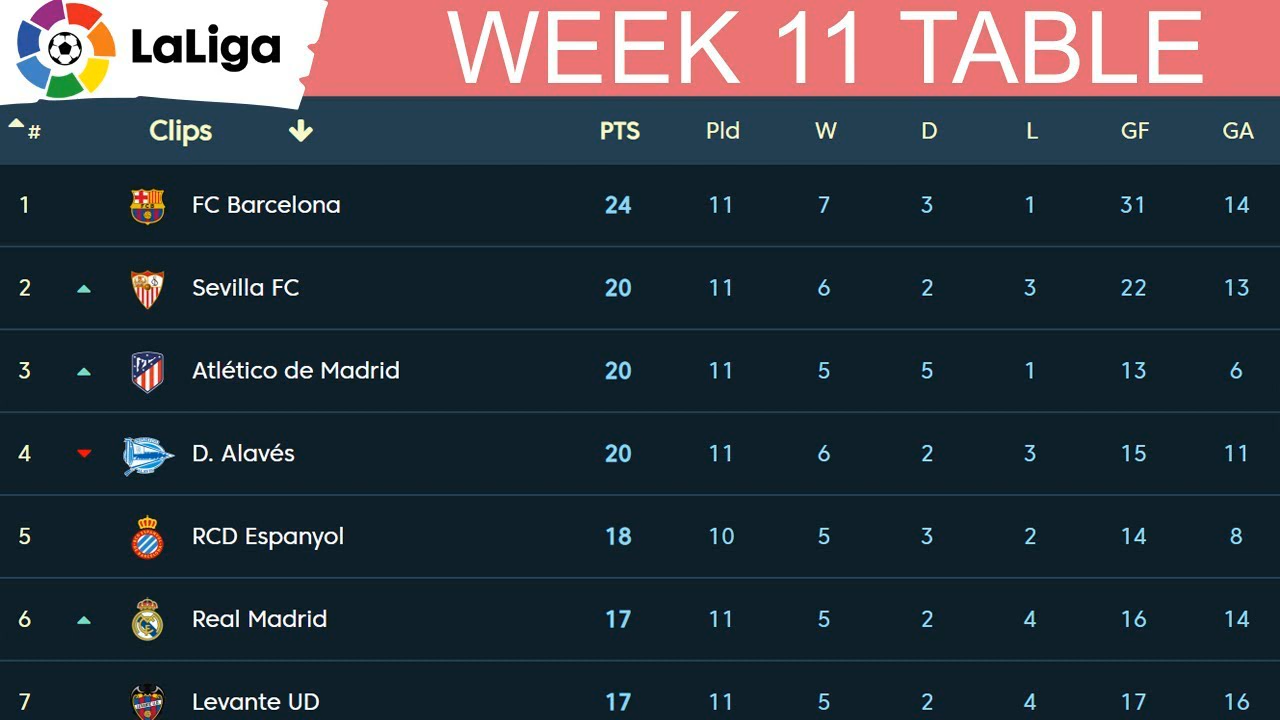 LaLiga
WEEK 11 TABLE
# Clips PTS Pld W D L GF GA
1 FC Barcelona 24 11 7 3 1 31 14
2 Sevilla FC 20 11 6 2 3 22 13
3 Atlético de Madrid 20 11 5 5 1 13 6
4 D. Alavés 20 11 6 2 3 15 11
5 RCD Espanyol 18 10 5 3 2 14 8
6 Real Madrid 17 11 5 2 4 16 14
7 Levante UD 17 11 5 2 4 17 16